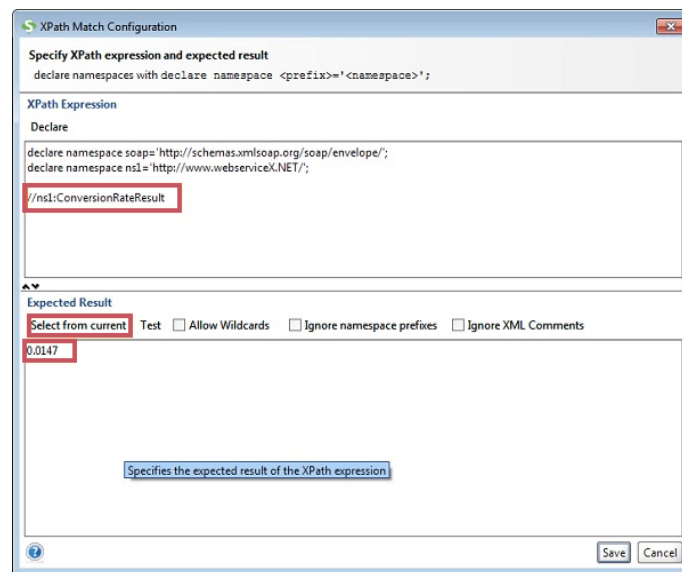 XPath Match Configuration
Specify XPath expression and expected result
declare namespaces with declare namespace <prefix>='<namespace>';
XPath Expression
Declare
declare namespace soap='http://schemas.xmlsoap.org/soap/envelope/';
declare namespace ns1='http://www.webserviceX.NET/';
//ns1:ConversionRateResult
Expected Result
Select from current Test Allow Wildcards Ignore namespace prefixes Ignore XML Comments
0.0147
Specifies the expected result of the XPath expression
? Save Cancel